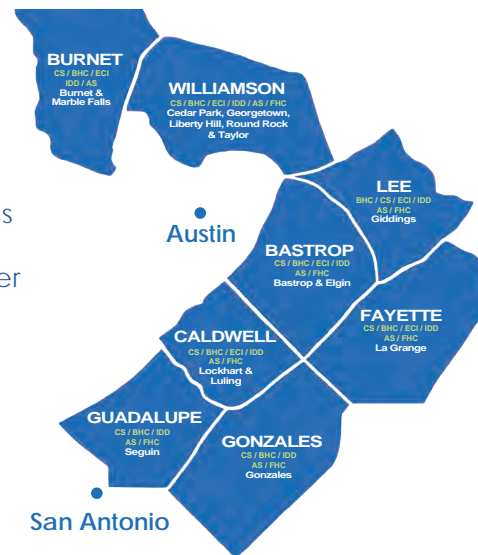 BURNET
CS / BHC / ECI
IDD / AS
Burnet &
Marble Falls
WILLIAMSON
CS / BHC / ECI / IDD / AS / FHC
Cedar Park, Georgetown,
Liberty Hill, Round Rock
& Taylor
LEE
BHC / CS / ECI / IDD
AS / FHC
Giddings
s
Austin
er
BASTROP
CS / BHC / ECI / IDD
AS / FHC
Bastrop & Elgin
FAYETTE
CS / BHC / ECI / IDD
AS / FHC
La Grange
CALDWELL
CS / BHC / ECI / IDD
AS / FHC
Lockhart &
Luling
GUADALUPE
CS / BHC / IDD
AS / FHC
Seguin
GONZALES
CS / BHC / IDD
AS / FHC
Gonzales
San Antonio